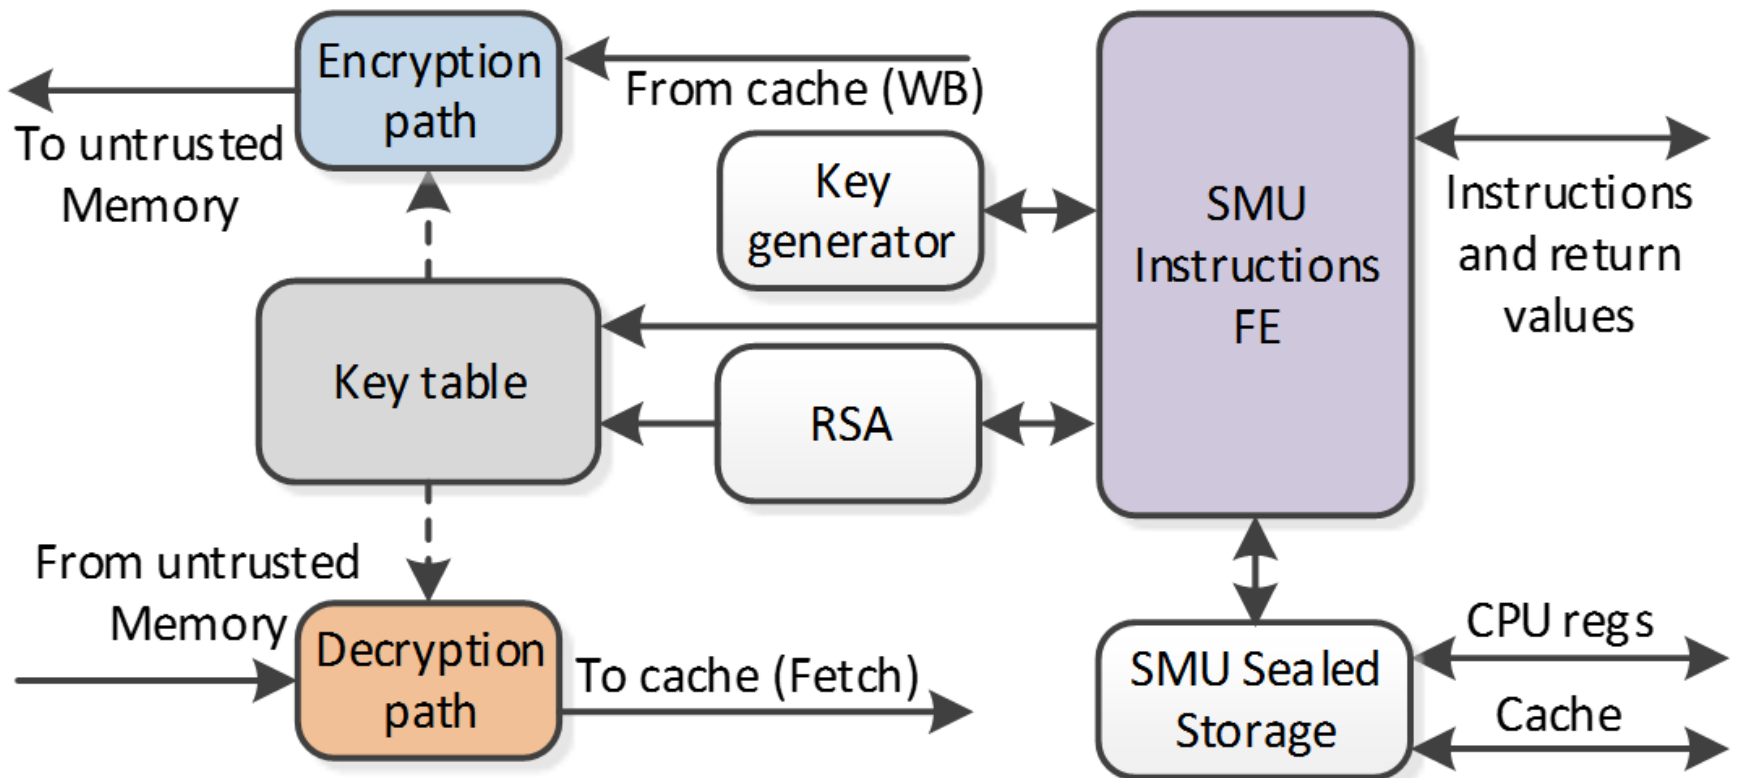 Encryption
path
From cache (WB)
To untrusted
Memory
Key
generator
SMU
Instructions
FE
Instructions
and return
values
Key table
RSA
From untrusted
Memory
Decryption
path
To cache (Fetch)
SMU Sealed
Storage
CPU regs
Cache